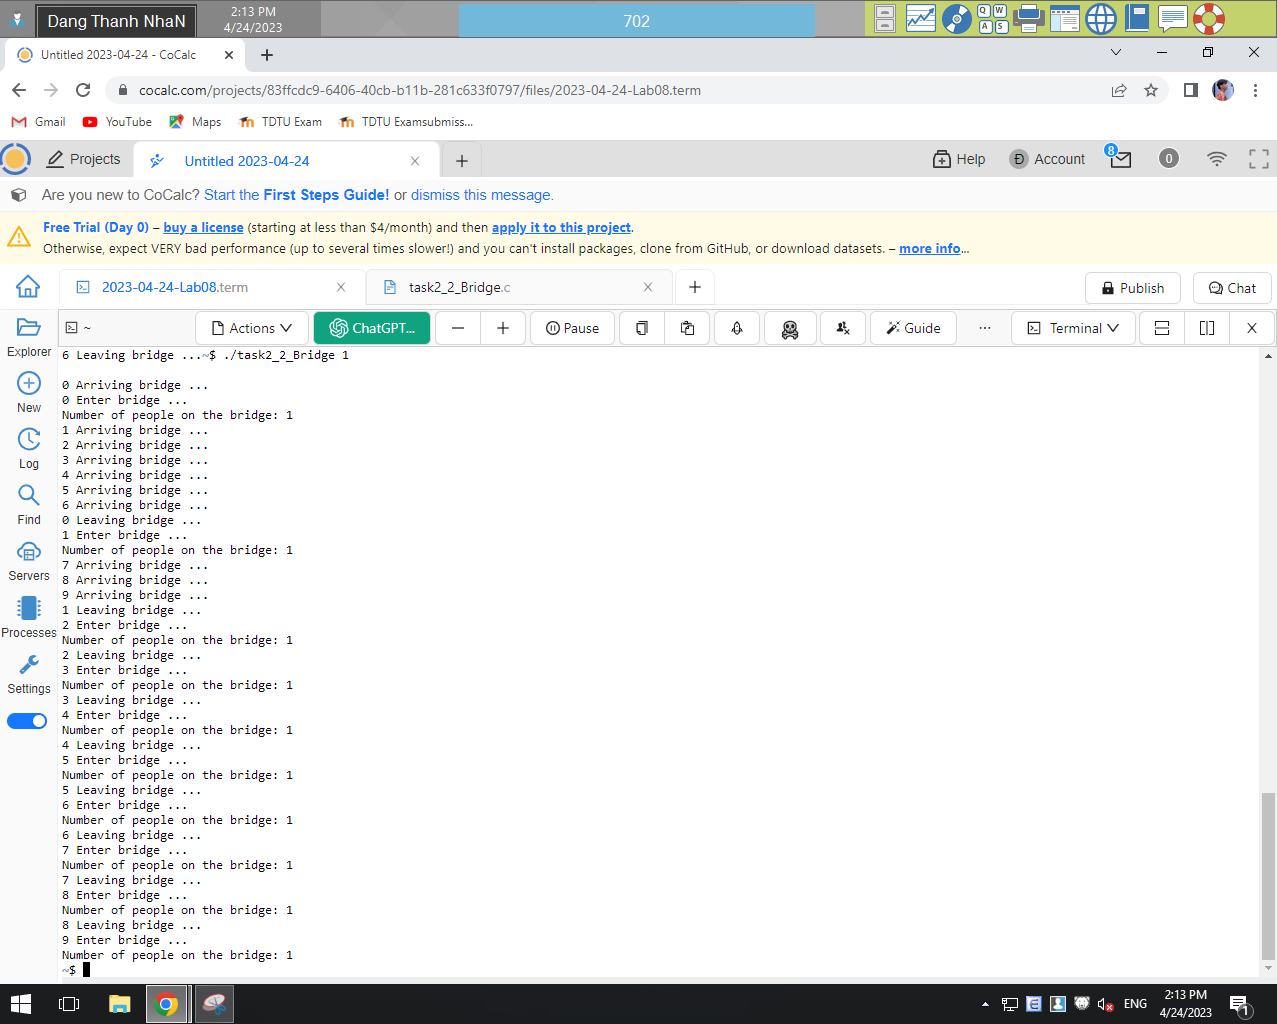 Dang Thanh NhaN
2:13 PM
4/24/2023
702
Untitled 2023-04-24 - CoCalc
cocalc.com/projects/83ffcdc9-6406-40cb-b11b-281c633f0797/files/2023-04-24-Lab08.term
Gmail YouTube Maps TDTU Exam TDTU Examsubmiss...
Projects Untitled 2023-04-24 Help Account 8 0
Are you new to CoCalc? Start the First Steps Guide! or dismiss this message.
Free Trial (Day 0) – buy a license (starting at less than $4/month) and then apply it to this project.
Otherwise, expect VERY bad performance (up to several times slower!) and you can't install packages, clone from GitHub, or download datasets. – more info...
2023-04-24-Lab08.term task2_2_Bridge.c Publish Chat
~ Actions ChatGPT... Pause Guide ... Terminal
Explorer
New
Log
Find
Servers
Processes
Settings
6 Leaving bridge ...~$ ./task2_2_Bridge 1
0 Arriving bridge ...
0 Enter bridge ...
Number of people on the bridge: 1
1 Arriving bridge ...
2 Arriving bridge ...
3 Arriving bridge ...
4 Arriving bridge ...
5 Arriving bridge ...
6 Arriving bridge ...
0 Leaving bridge ...
1 Enter bridge ...
Number of people on the bridge: 1
7 Arriving bridge ...
8 Arriving bridge ...
9 Arriving bridge ...
1 Leaving bridge ...
2 Enter bridge ...
Number of people on the bridge: 1
2 Leaving bridge ...
3 Enter bridge ...
Number of people on the bridge: 1
3 Leaving bridge ...
4 Enter bridge ...
Number of people on the bridge: 1
4 Leaving bridge ...
5 Enter bridge ...
Number of people on the bridge: 1
5 Leaving bridge ...
6 Enter bridge ...
Number of people on the bridge: 1
6 Leaving bridge ...
7 Enter bridge ...
Number of people on the bridge: 1
7 Leaving bridge ...
8 Enter bridge ...
Number of people on the bridge: 1
8 Leaving bridge ...
9 Enter bridge ...
Number of people on the bridge: 1
~$
ENG
2:13 PM
4/24/2023
1